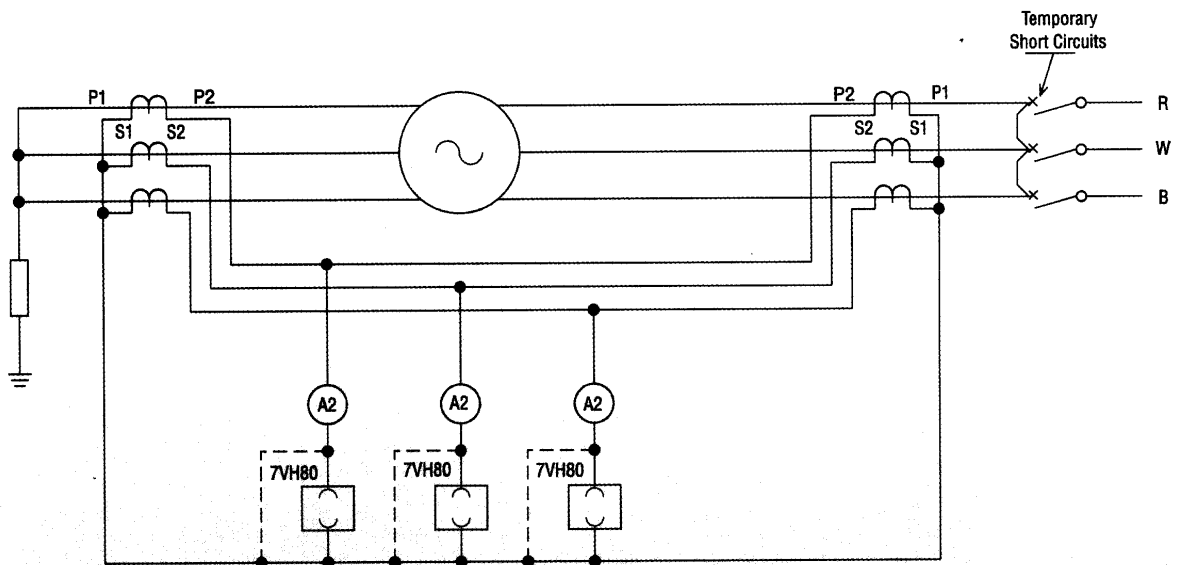 Temporary
Short Circuits
P1 P2 P2 P1 R
S1 S2 S2 S1
W
B
A2 A2 A2
7VH80 7VH80 7VH80